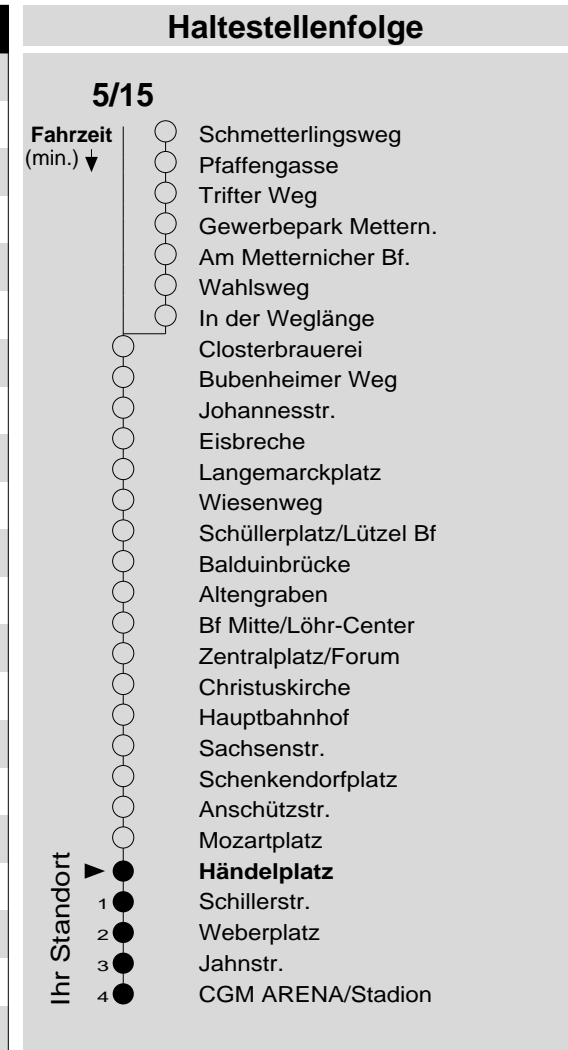 Haltestellenfolge
5/15
Fahrzeit
(min.)
Schmetterlingsweg
Pfaffengasse
Trifter Weg
Gewerbepark Mettern.
Am Metternicher Bf.
Wahlsweg
In der Weglänge
Closterbrauerei
Bubenheimer Weg
Johannesstr.
Eisbreche
Langemarckplatz
Wiesenweg
Schüllerplatz/Lützel Bf
Balduinbrücke
Altengraben
Bf Mitte/Löhr-Center
Zentralplatz/Forum
Christuskirche
Hauptbahnhof
Sachsenstr.
Schenkendorfplatz
Anschützstr.
Mozartplatz
Ihr Standort
Händelplatz
1 Schillerstr.
2 Weberplatz
3 Jahnstr.
4 CGM ARENA/Stadion